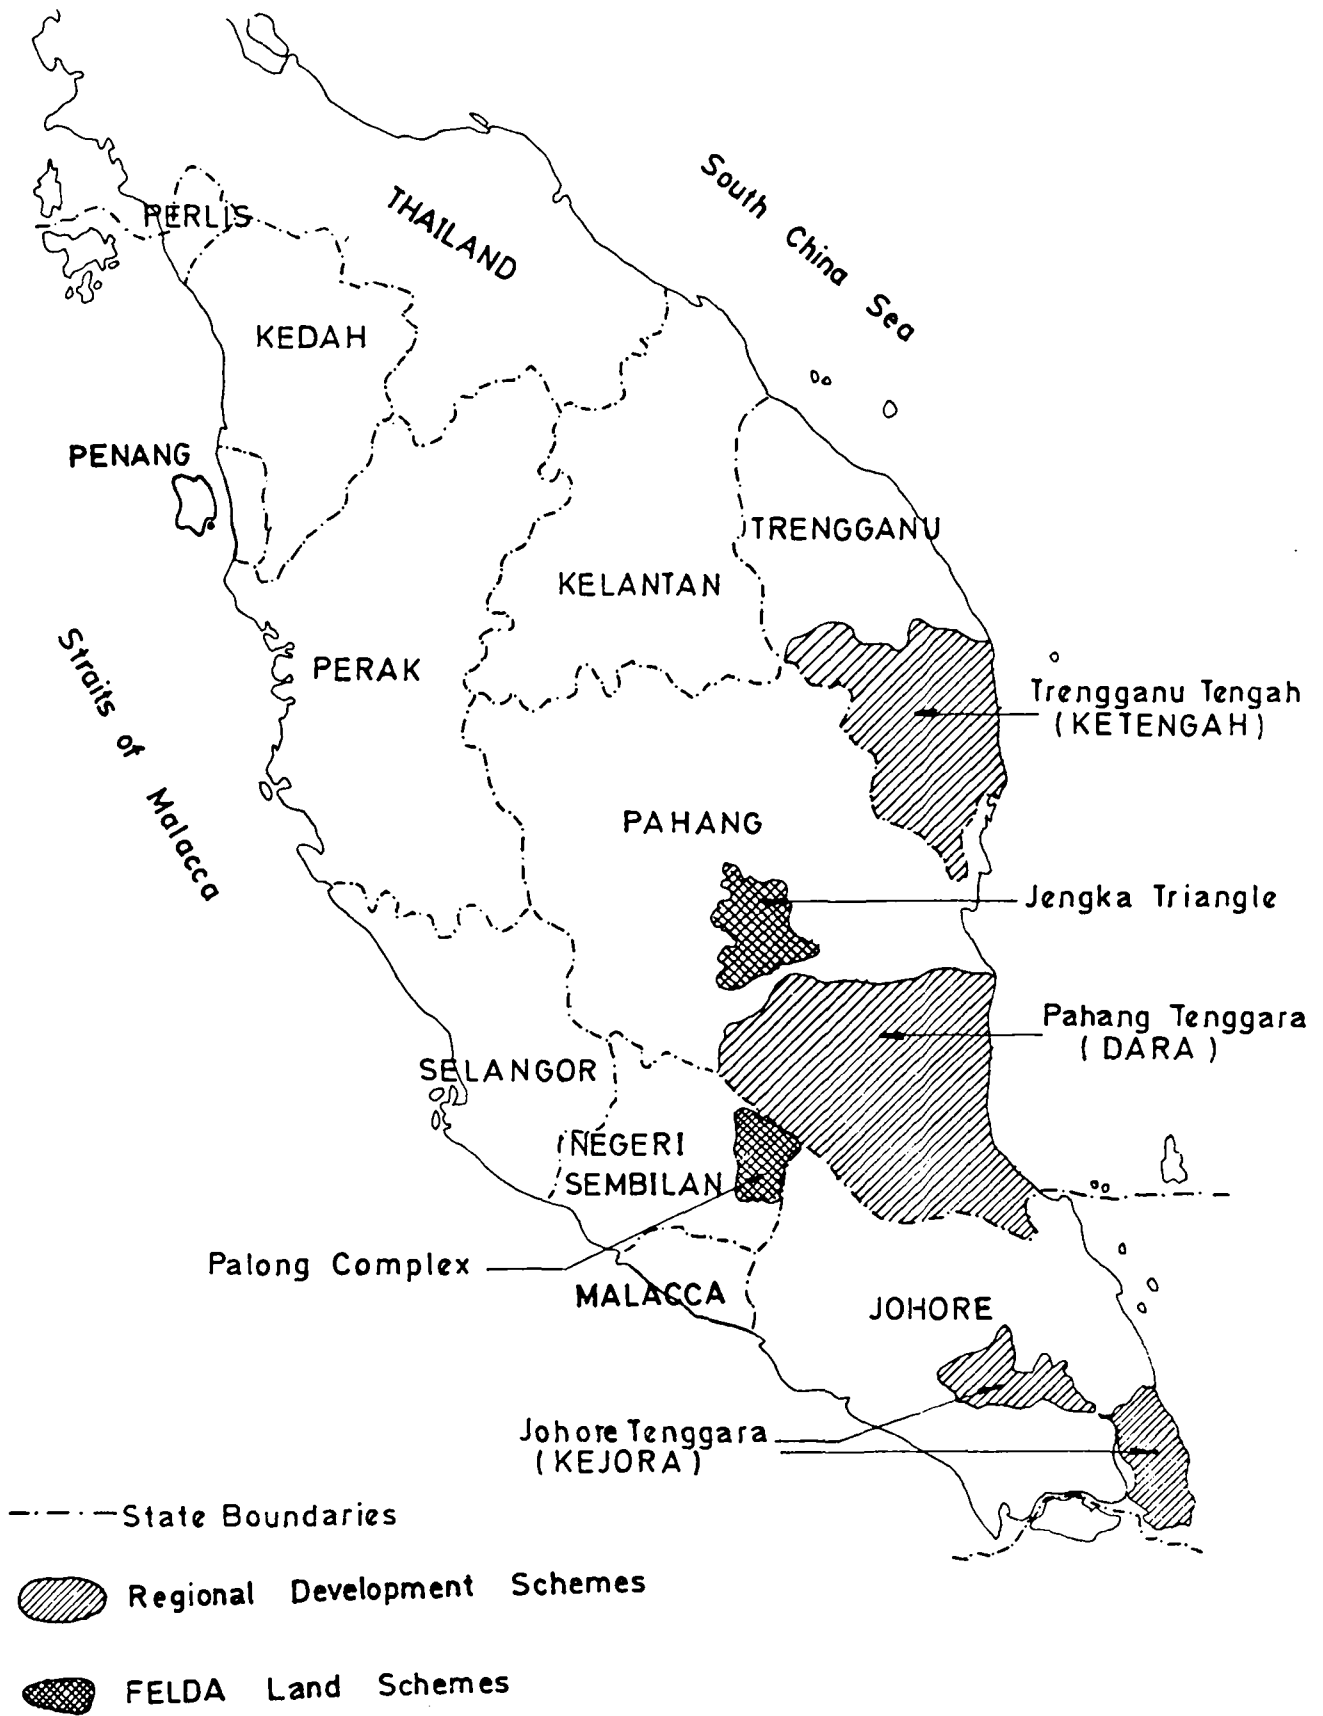 South China Sea
THAILAND
PERLIS
KEDAH
PENANG
TRENGGANU
KELANTAN
PERAK
Straits of Malacca
Trengganu Tengah
(KETENGAH)
PAHANG
Jengka Triangle
Pahang Tenggara
(DARA)
SELANGOR
NEGERI
SEMBILAN
Palong Complex
MALACCA
JOHORE
Johore Tenggara
(KEJORA)
State Boundaries
Regional Development Schemes
FELDA Land Schemes